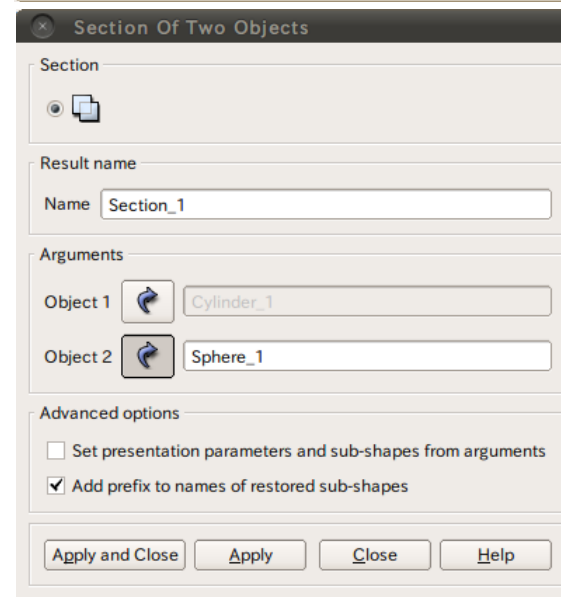 Section Of Two Objects
Section
Result name
Name Section_1
Arguments
Object 1 Cylinder_1
Object 2 Sphere_1
Advanced options
Set presentation parameters and sub-shapes from arguments
Add prefix to names of restored sub-shapes
Apply and Close Apply Close Help